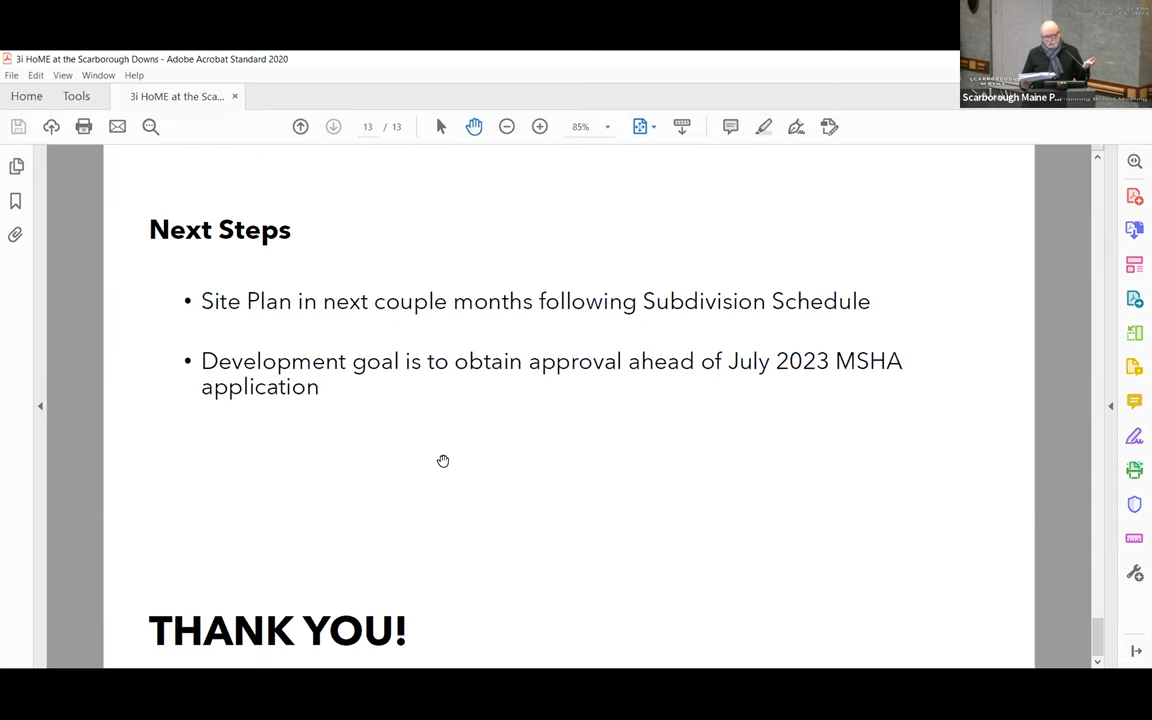 3i HoME at the Scarborough Downs - Adobe Acrobat Standard 2020
File Edit View Window Help
Home Tools 3i HoME at the Sca... ×
13 / 13 85%
Next Steps
• Site Plan in next couple months following Subdivision Schedule
• Development goal is to obtain approval ahead of July 2023 MSHA
application
THANK YOU!
SCARBOROUGH
MAINE
Scarborough Maine P...